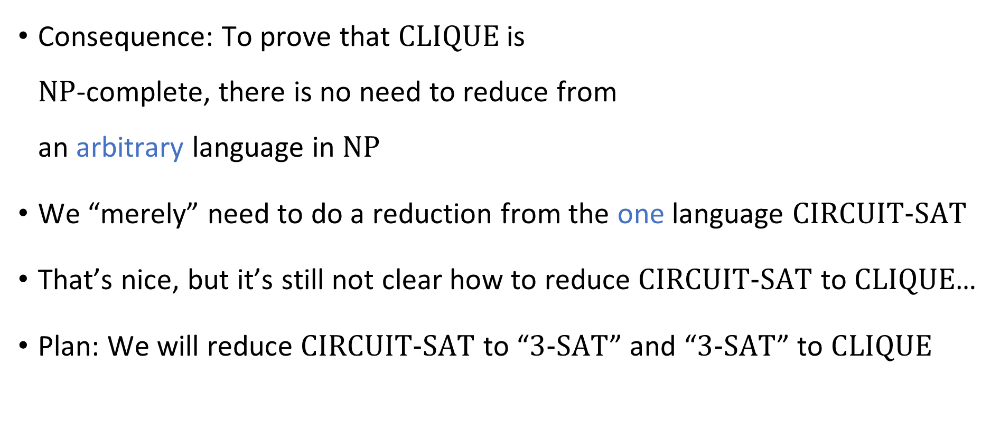 • Consequence: To prove that CLIQUE is
NP-complete, there is no need to reduce from
an arbitrary language in NP
• We “merely” need to do a reduction from the one language CIRCUIT-SAT
• That’s nice, but it’s still not clear how to reduce CIRCUIT-SAT to CLIQUE…
• Plan: We will reduce CIRCUIT-SAT to “3-SAT” and “3-SAT” to CLIQUE